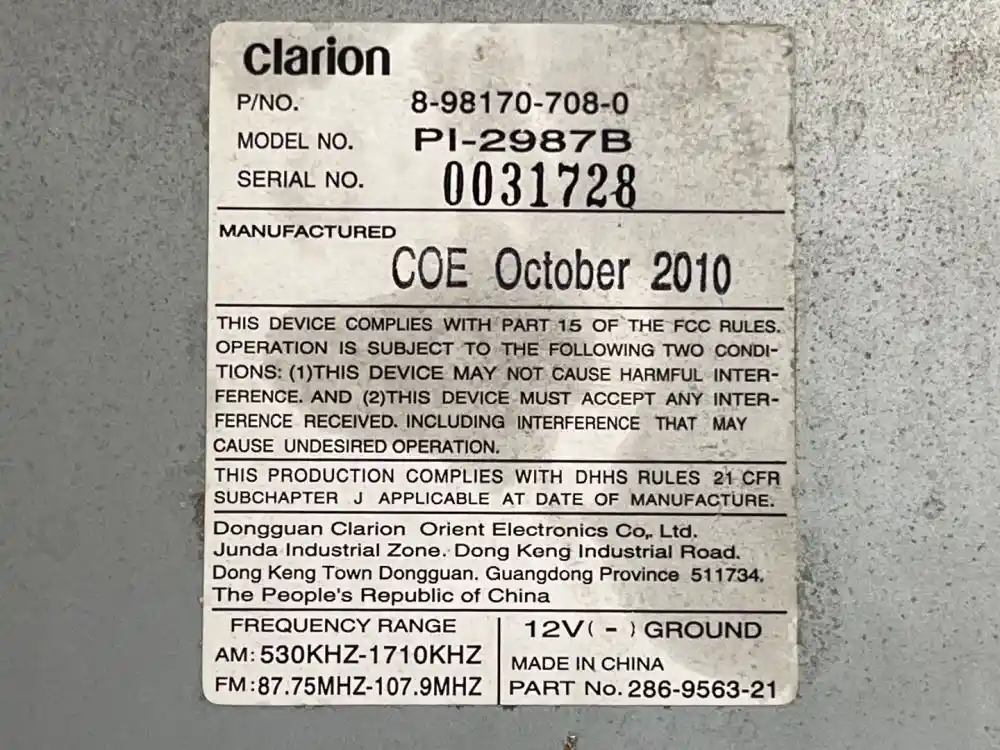 clarion
P/NO. 8-98170-708-0
MODEL NO. PI-2987B
SERIAL NO. 0031728
MANUFACTURED
COE October 2010
THIS DEVICE COMPLIES WITH PART 15 OF THE FCC RULES.
OPERATION IS SUBJECT TO THE FOLLOWING TWO CONDI-
TIONS: (1)THIS DEVICE MAY NOT CAUSE HARMFUL INTER-
FERENCE. AND (2)THIS DEVICE MUST ACCEPT ANY INTER-
FERENCE RECEIVED. INCLUDING INTERFERENCE THAT MAY
CAUSE UNDESIRED OPERATION.
THIS PRODUCTION COMPLIES WITH DHHS RULES 21 CFR
SUBCHAPTER J APPLICABLE AT DATE OF MANUFACTURE.
Dongguan Clarion Orient Electronics Co,. Ltd.
Junda Industrial Zone. Dong Keng Industrial Road.
Dong Keng Town Dongguan. Guangdong Province 511734.
The People's Republic of China
FREQUENCY RANGE
AM: 530KHZ-1710KHZ
FM: 87.75MHZ-107.9MHZ
12V( - ) GROUND
MADE IN CHINA
PART No. 286-9563-21